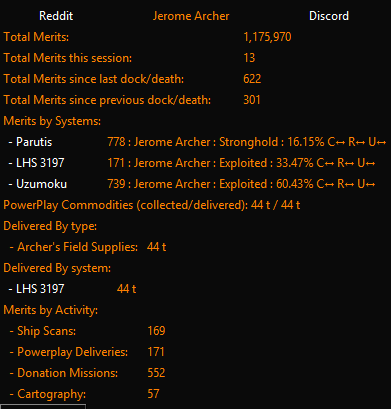 Reddit Jerome Archer Discord
Total Merits: 1,175,970
Total Merits this session: 13
Total Merits since last dock/death: 622
Total Merits since previous dock/death: 301
Merits by Systems:
- Parutis 778 : Jerome Archer : Stronghold : 16.15% C↔ R↔ U↔
- LHS 3197 171 : Jerome Archer : Exploited : 33.47% C↔ R↔ U↔
- Uzumoku 739 : Jerome Archer : Exploited : 60.43% C↔ R↔ U↔
PowerPlay Commodities (collected/delivered): 44 t / 44 t
Delivered By type:
- Archer's Field Supplies: 44 t
Delivered By system:
- LHS 3197 44 t
Merits by Activity:
- Ship Scans: 169
- Powerplay Deliveries: 171
- Donation Missions: 552
- Cartography: 57